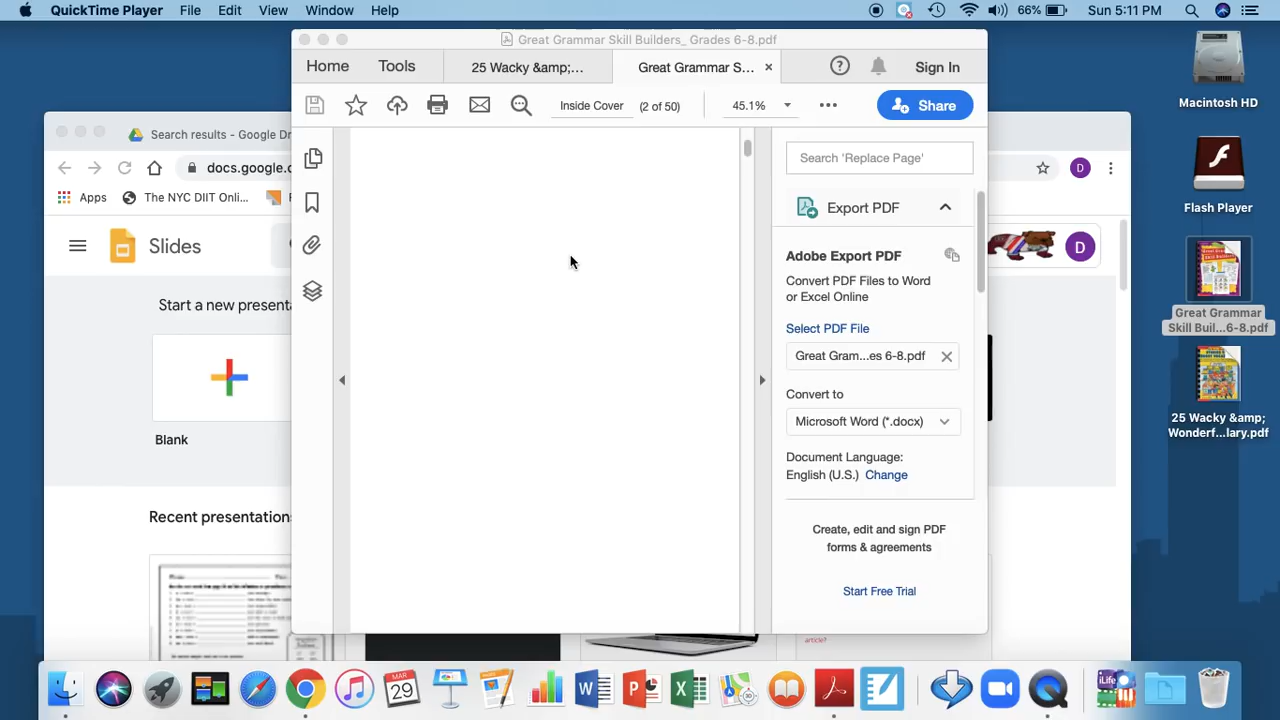 QuickTime Player File Edit View Window Help 66% Sun 5:11 PM
Great Grammar Skill Builders_ Grades 6-8.pdf
Home Tools 25 Wacky &amp;... Great Grammar S... × Sign In
Inside Cover (2 of 50) 45.1% Share
Search results - Google Dr
docs.google.c
Apps The NYC DIIT Onlin...
Slides
Start a new presenta
Blank
Recent presentations
Search 'Replace Page'
Export PDF
Adobe Export PDF
Convert PDF Files to Word
or Excel Online
Select PDF File
Great Gram...es 6-8.pdf
Convert to
Microsoft Word (*.docx)
Document Language:
English (U.S.) Change
Create, edit and sign PDF
forms & agreements
Start Free Trial
article?
D
D
Macintosh HD
Flash Player
Great Grammar
Skill Buil...6-8.pdf
25 Wacky &amp;
Wonderf...lary.pdf
MAR
29
iLife